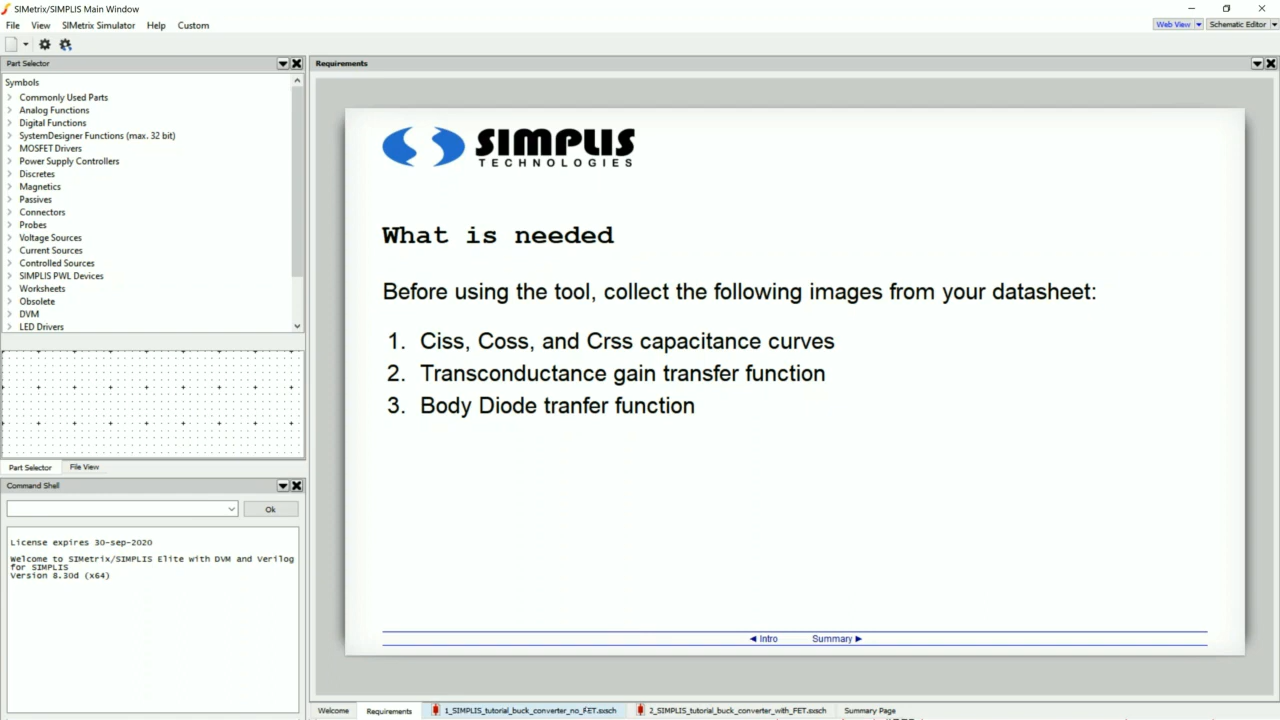 SIMetrix/SIMPLIS Main Window
File View SIMetrix Simulator Help Custom
Web View Schematic Editor
Part Selector
Symbols
Commonly Used Parts
Analog Functions
Digital Functions
SystemDesigner Functions (max. 32 bit)
MOSFET Drivers
Power Supply Controllers
Discretes
Magnetics
Passives
Connectors
Probes
Voltage Sources
Current Sources
Controlled Sources
SIMPLIS PWL Devices
Worksheets
Obsolete
DVM
LED Drivers
Part Selector File View
Command Shell
Ok
License expires 30-sep-2020
Welcome to SIMetrix/SIMPLIS Elite with DVM and Verilog
for SIMPLIS
Version 8.30d (x64)
Requirements
SIMPLIS
TECHNOLOGIES
What is needed
Before using the tool, collect the following images from your datasheet:
1. Ciss, Coss, and Crss capacitance curves
2. Transconductance gain transfer function
3. Body Diode tranfer function
◀ Intro Summary ▶
Welcome Requirements 1_SIMPLIS_tutorial_buck_converter_no_FET.sxsch 2_SIMPLIS_tutorial_buck_converter_with_FET.sxsch Summary Page